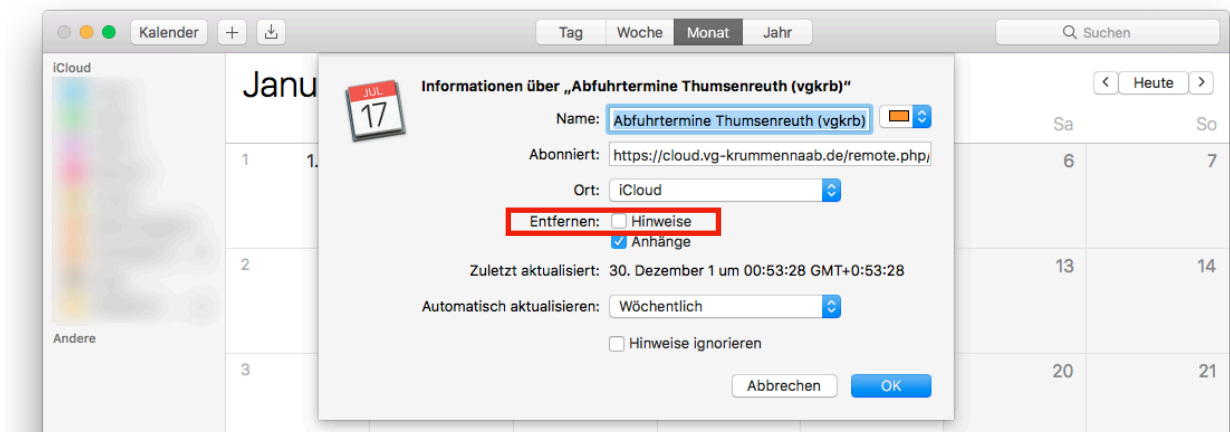 Kalender
Tag Woche Monat Jahr
Suchen
iCloud
Janu
Heute
Sa So
Informationen über „Abfuhrtermine Thumsenreuth (vgkrb)“
JUL
17
Name: Abfuhrtermine Thumsenreuth (vgkrb)
Abonniert: https://cloud.vg-krummennaab.de/remote.php/
Ort: iCloud
Entfernen: Hinweise
Anhänge
Zuletzt aktualisiert: 30. Dezember 1 um 00:53:28 GMT+0:53:28
Automatisch aktualisieren: Wöchentlich
Hinweise ignorieren
Abbrechen OK
1 1. 6 7
2 13 14
Andere
3 20 21